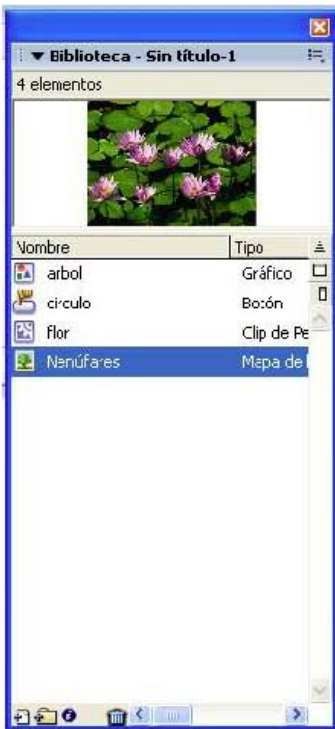 Biblioteca - Sin título-1
4 elementos
Nombre Tipo
arbol Gráfico
circulo Botón
flor Clip de Pe
Nenúfares Mapa de